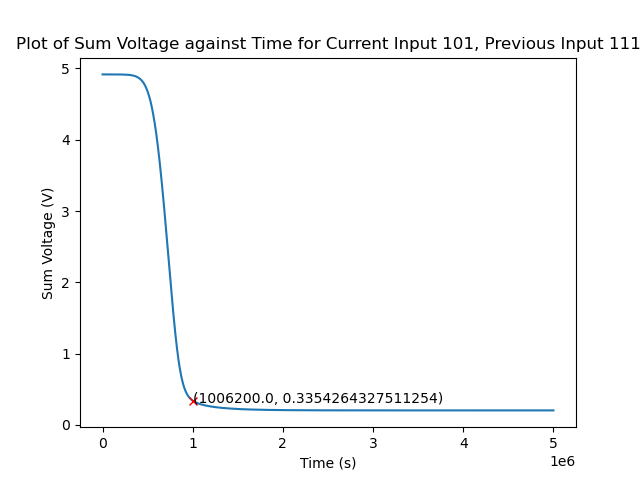 Plot of Sum Voltage against Time for Current Input 101, Previous Input 111
5
4
3
2
1
0
Sum Voltage (V)
(1006200.0, 0.3354264327511254)
0 1 2 3 4 5
1e6
Time (s)